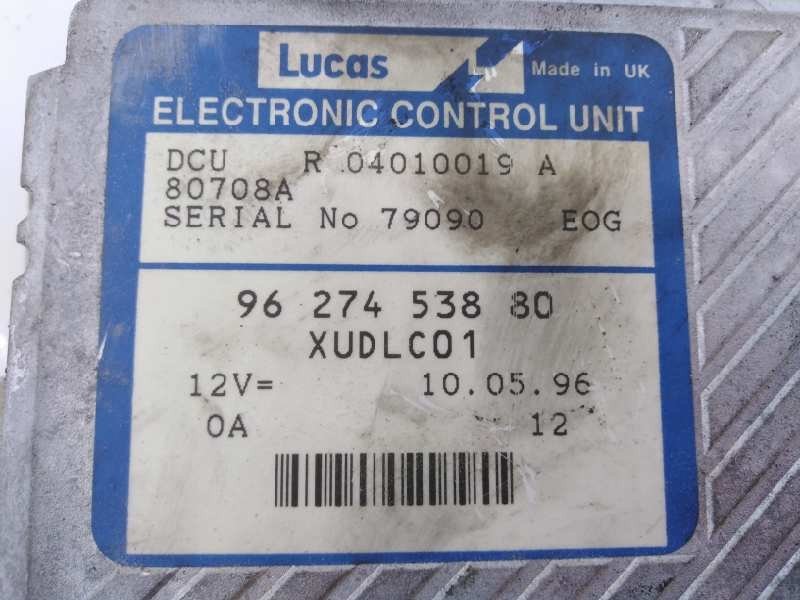 Lucas Made in UK
ELECTRONIC CONTROL UNIT
DCU R 04010019 A
80708A
SERIAL No 79090 EOG
96 274 538 80
XUDLC01
12V= 10.05.96
0A 12